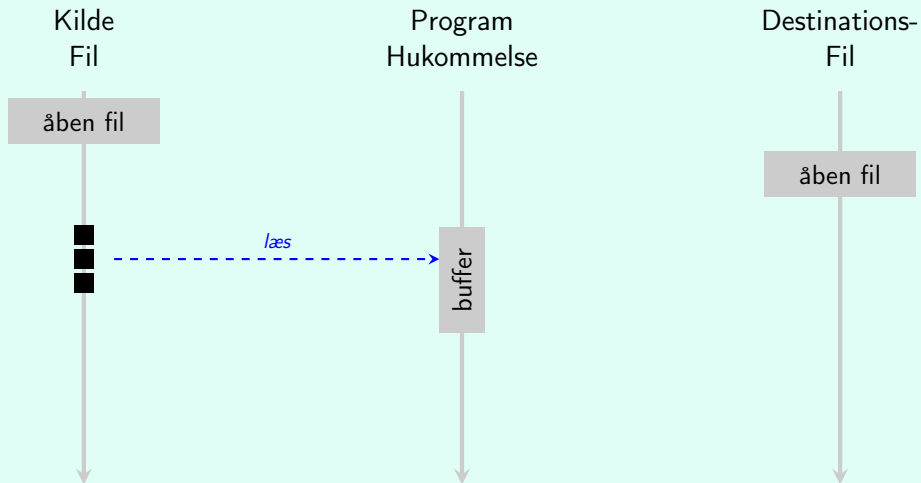 Kilde
Fil
Program
Hukommelse
Destinations-
Fil
åben fil
åben fil
læs
buffer